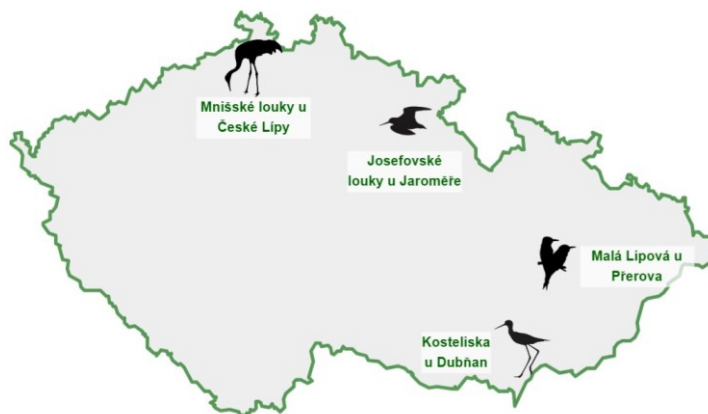 Mnišské louky u
České Lípy
Josefovské
louky u Jaroměře
Malá Lipová u
Přerova
Kosteliska
u Dubňan